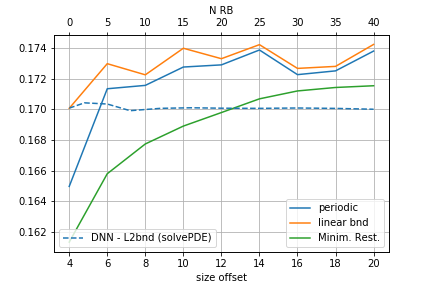 N RB
0 5 10 15 20 25 30 35 40
0.174
0.172
0.170
0.168
0.166
0.164
0.162
periodic
linear bnd
Minim. Rest.
DNN - L2bnd (solvePDE)
4 6 8 10 12 14 16 18 20
size offset